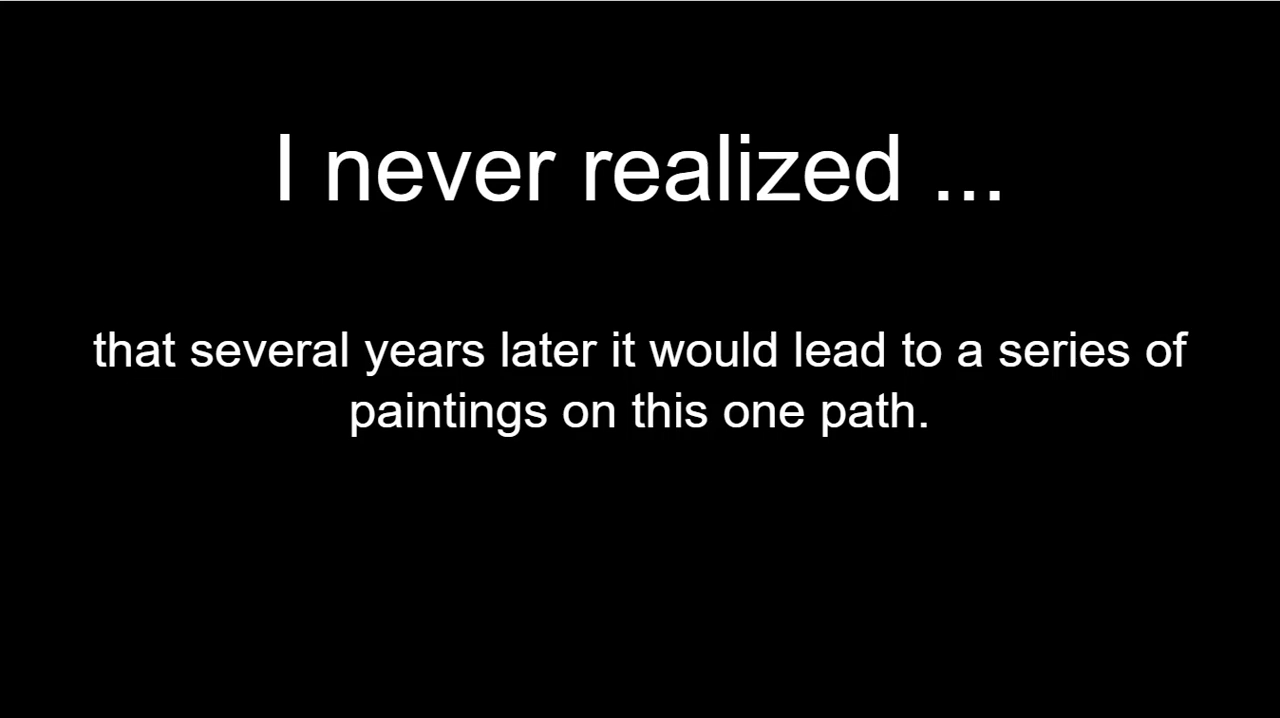 I never realized ...
that several years later it would lead to a series of
paintings on this one path.